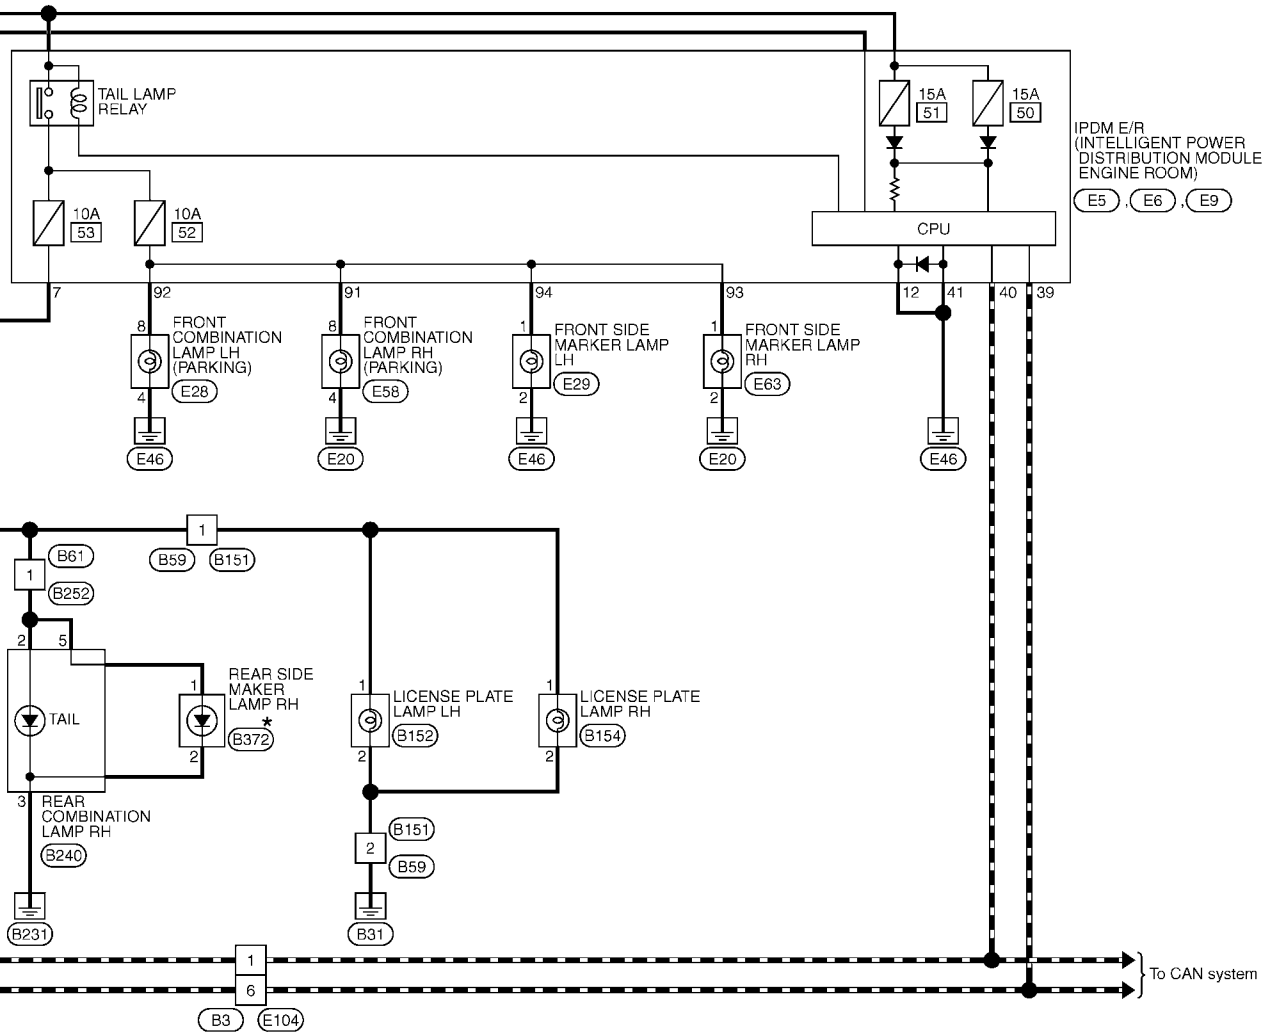 TAIL LAMP
RELAY
15A
51
15A
50
IPDM E/R
(INTELLIGENT POWER
DISTRIBUTION MODULE
ENGINE ROOM)
E5 , E6 , E9
10A
53
10A
52
CPU
7
92
91
94
93
12
41
40
39
8
FRONT
COMBINATION
LAMP LH
(PARKING)
E28
4
E46
8
FRONT
COMBINATION
LAMP RH
(PARKING)
E58
4
E20
1
FRONT SIDE
MARKER LAMP
LH
E29
2
E46
1
FRONT SIDE
MARKER LAMP
RH
E63
2
E20
E46
B61
1
B252
1
B59
B151
2
5
TAIL
3
REAR
COMBINATION
LAMP RH
B240
B231
1
REAR SIDE
MAKER
LAMP RH
*
B372
2
1
LICENSE PLATE
LAMP LH
B152
2
1
LICENSE PLATE
LAMP RH
B154
2
B151
2
B59
B31
1
6
B3
E104
To CAN system